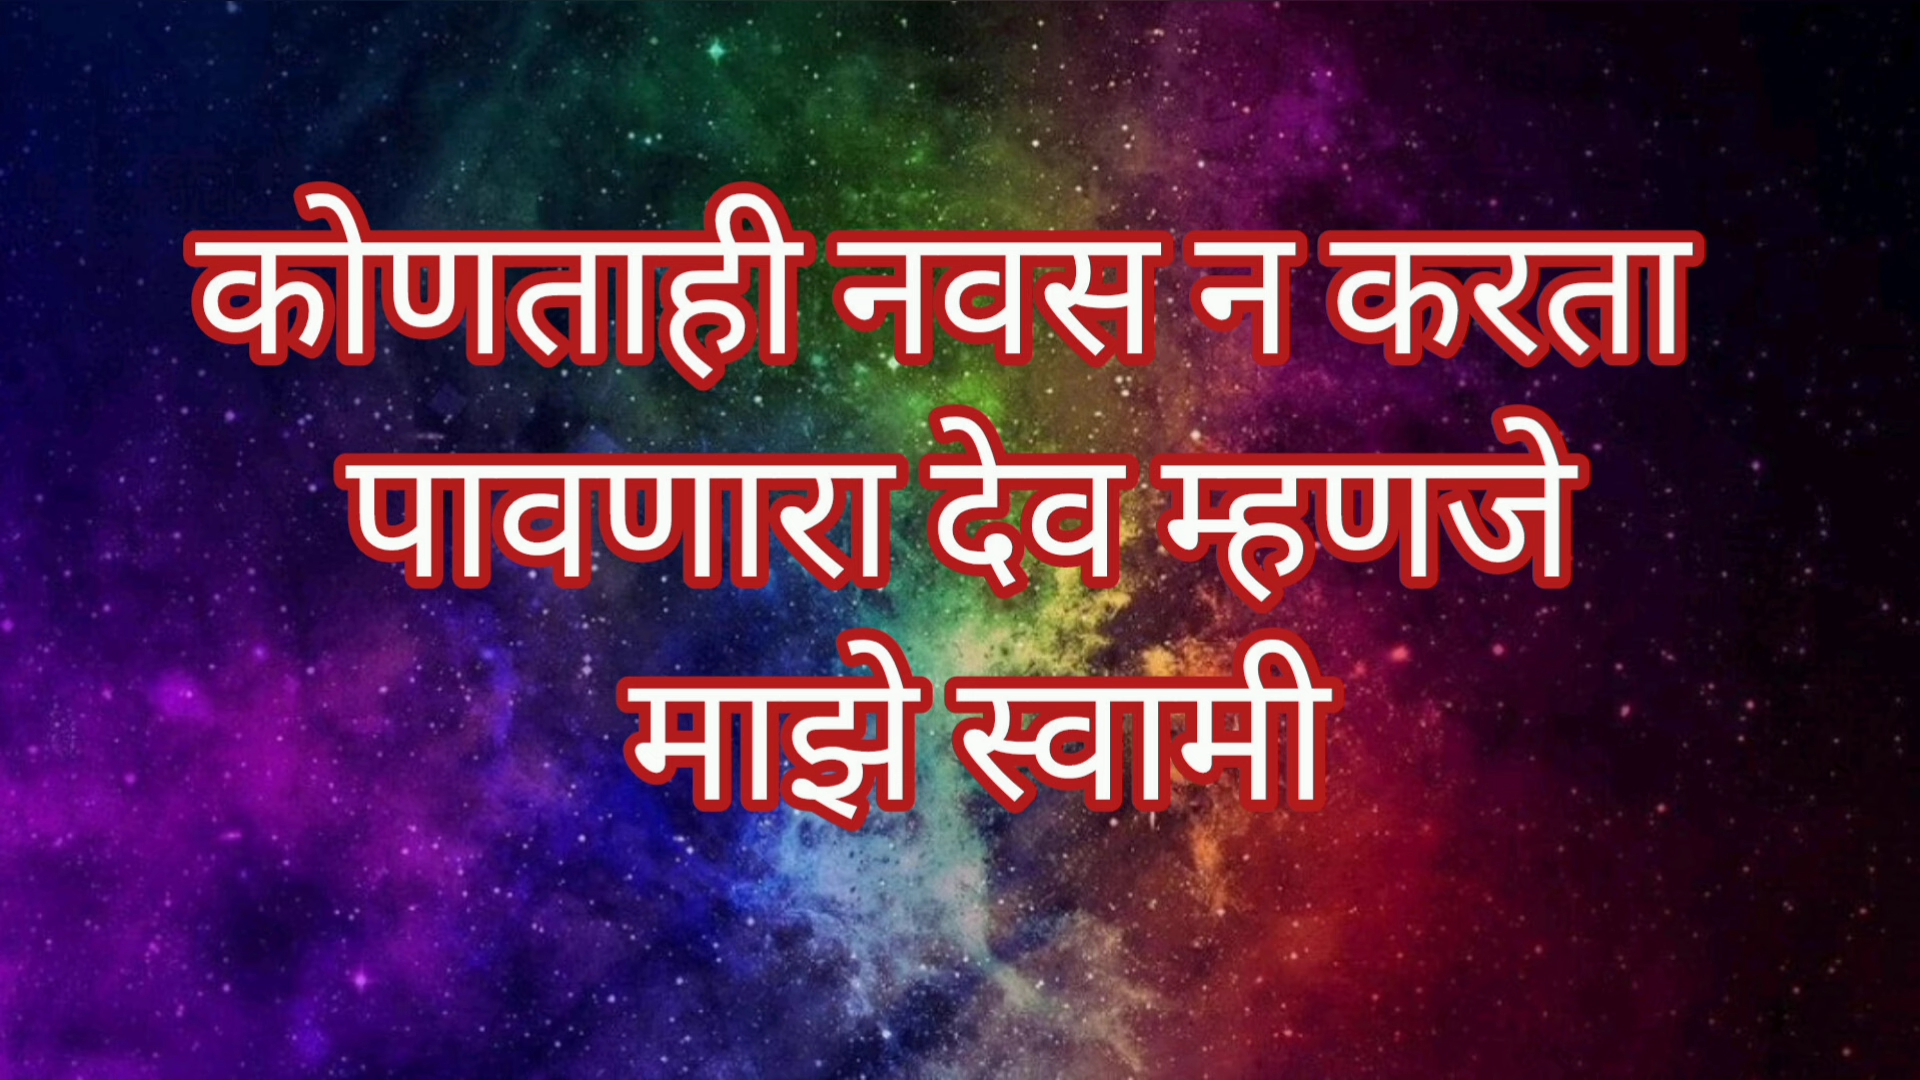 कोणताही नवस न करता
पावणारा देव म्हणजे
माझे स्वामी